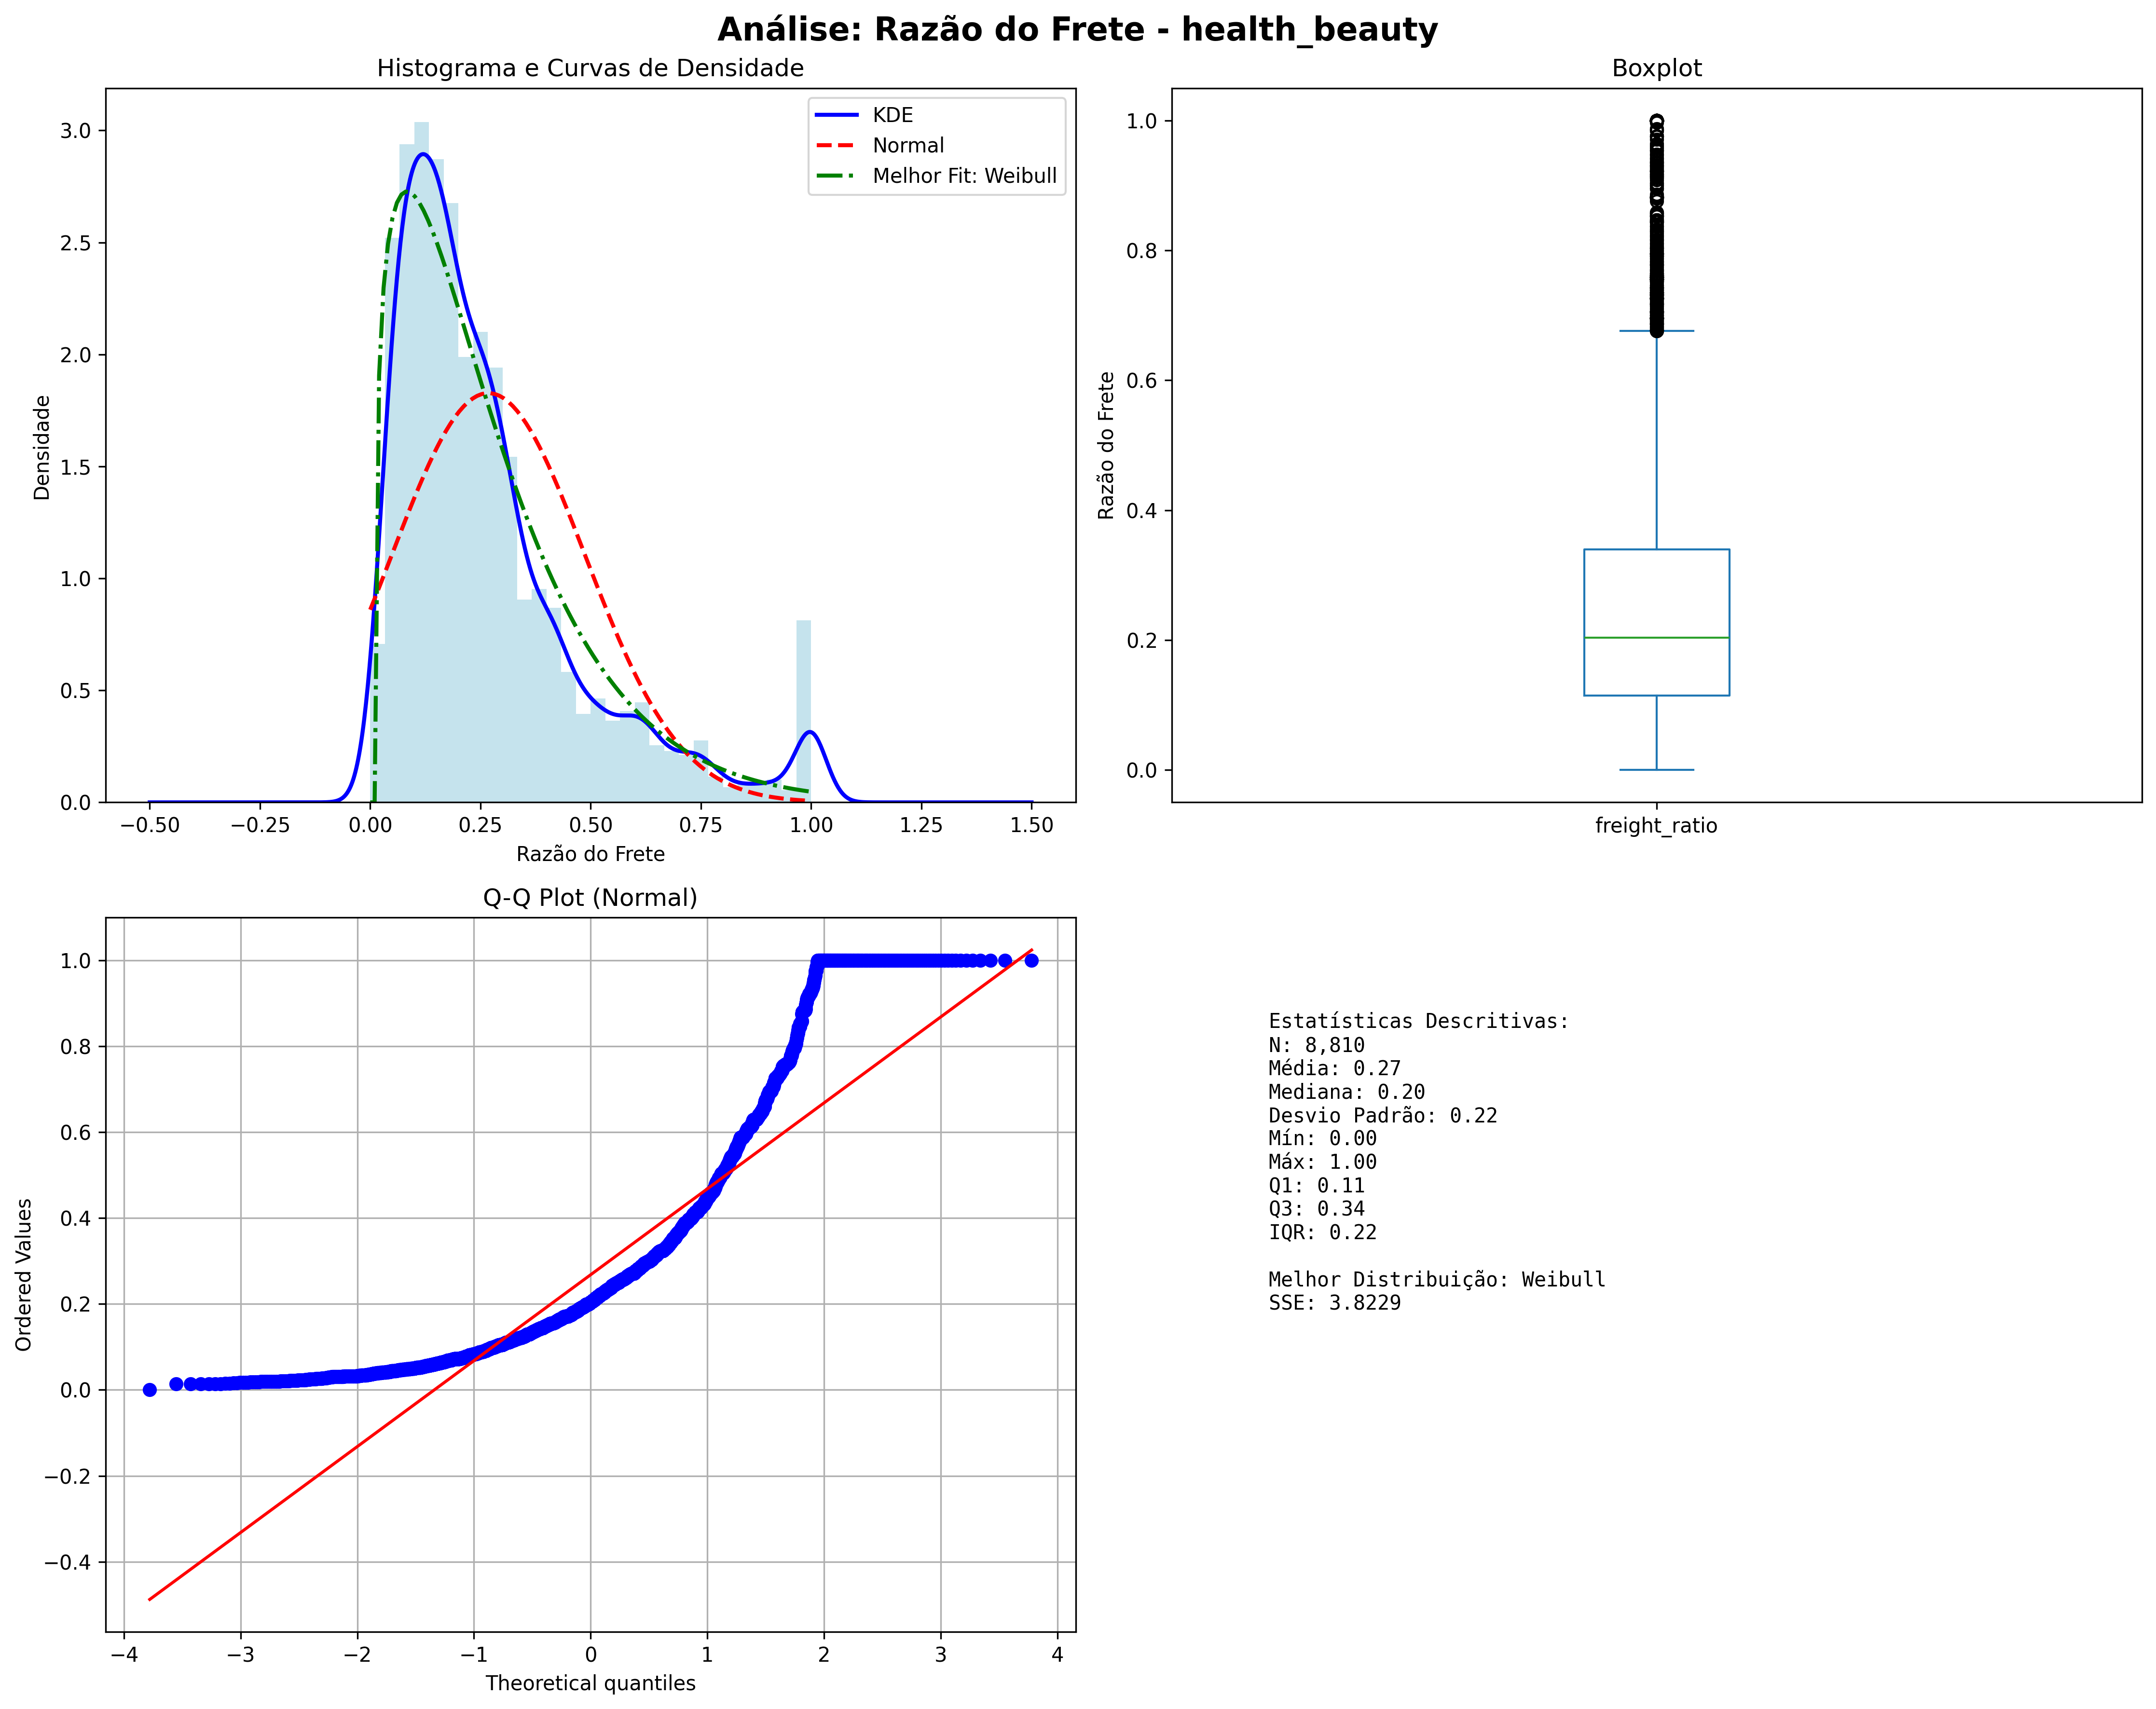 Análise: Razão do Frete - health_beauty
Histograma e Curvas de Densidade
KDE
Normal
Melhor Fit: Weibull
3.0
2.5
2.0
1.5
1.0
0.5
0.0
Densidade
−0.50 −0.25 0.00 0.25 0.50 0.75 1.00 1.25 1.50
Razão do Frete
Boxplot
1.0
0.8
0.6
0.4
0.2
0.0
Razão do Frete
freight_ratio
Q-Q Plot (Normal)
1.0
0.8
0.6
0.4
0.2
0.0
−0.2
−0.4
Ordered Values
−4 −3 −2 −1 0 1 2 3 4
Theoretical quantiles
Estatísticas Descritivas:
N: 8,810
Média: 0.27
Mediana: 0.20
Desvio Padrão: 0.22
Mín: 0.00
Máx: 1.00
Q1: 0.11
Q3: 0.34
IQR: 0.22
Melhor Distribuição: Weibull
SSE: 3.8229